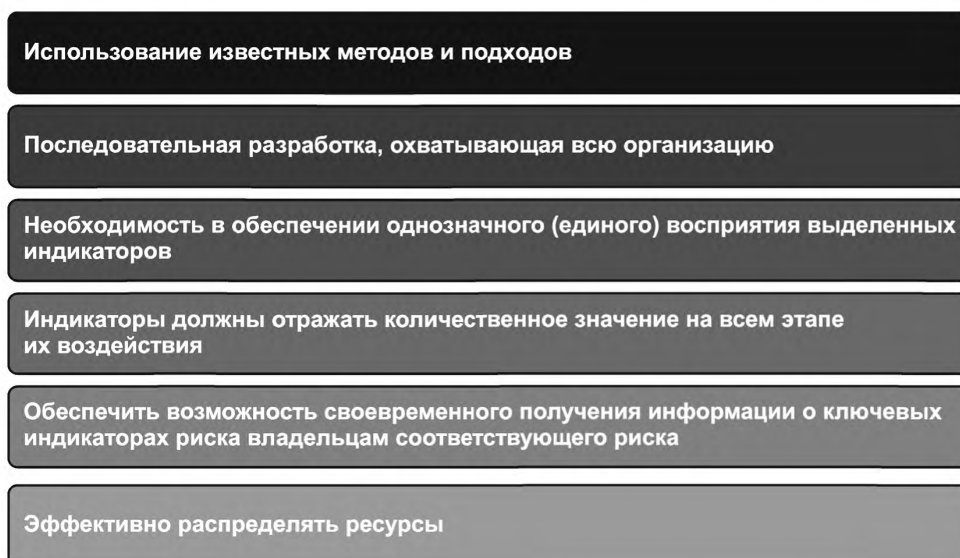 Использование известных методов и подходов
Последовательная разработка, охватывающая всю организацию
Необходимость в обеспечении однозначного (единого) восприятия выделенных
индикаторов
Индикаторы должны отражать количественное значение на всем этапе
их воздействия
Обеспечить возможность своевременного получения информации о ключевых
индикаторах риска владельцам соответствующего риска
Эффективно распределять ресурсы